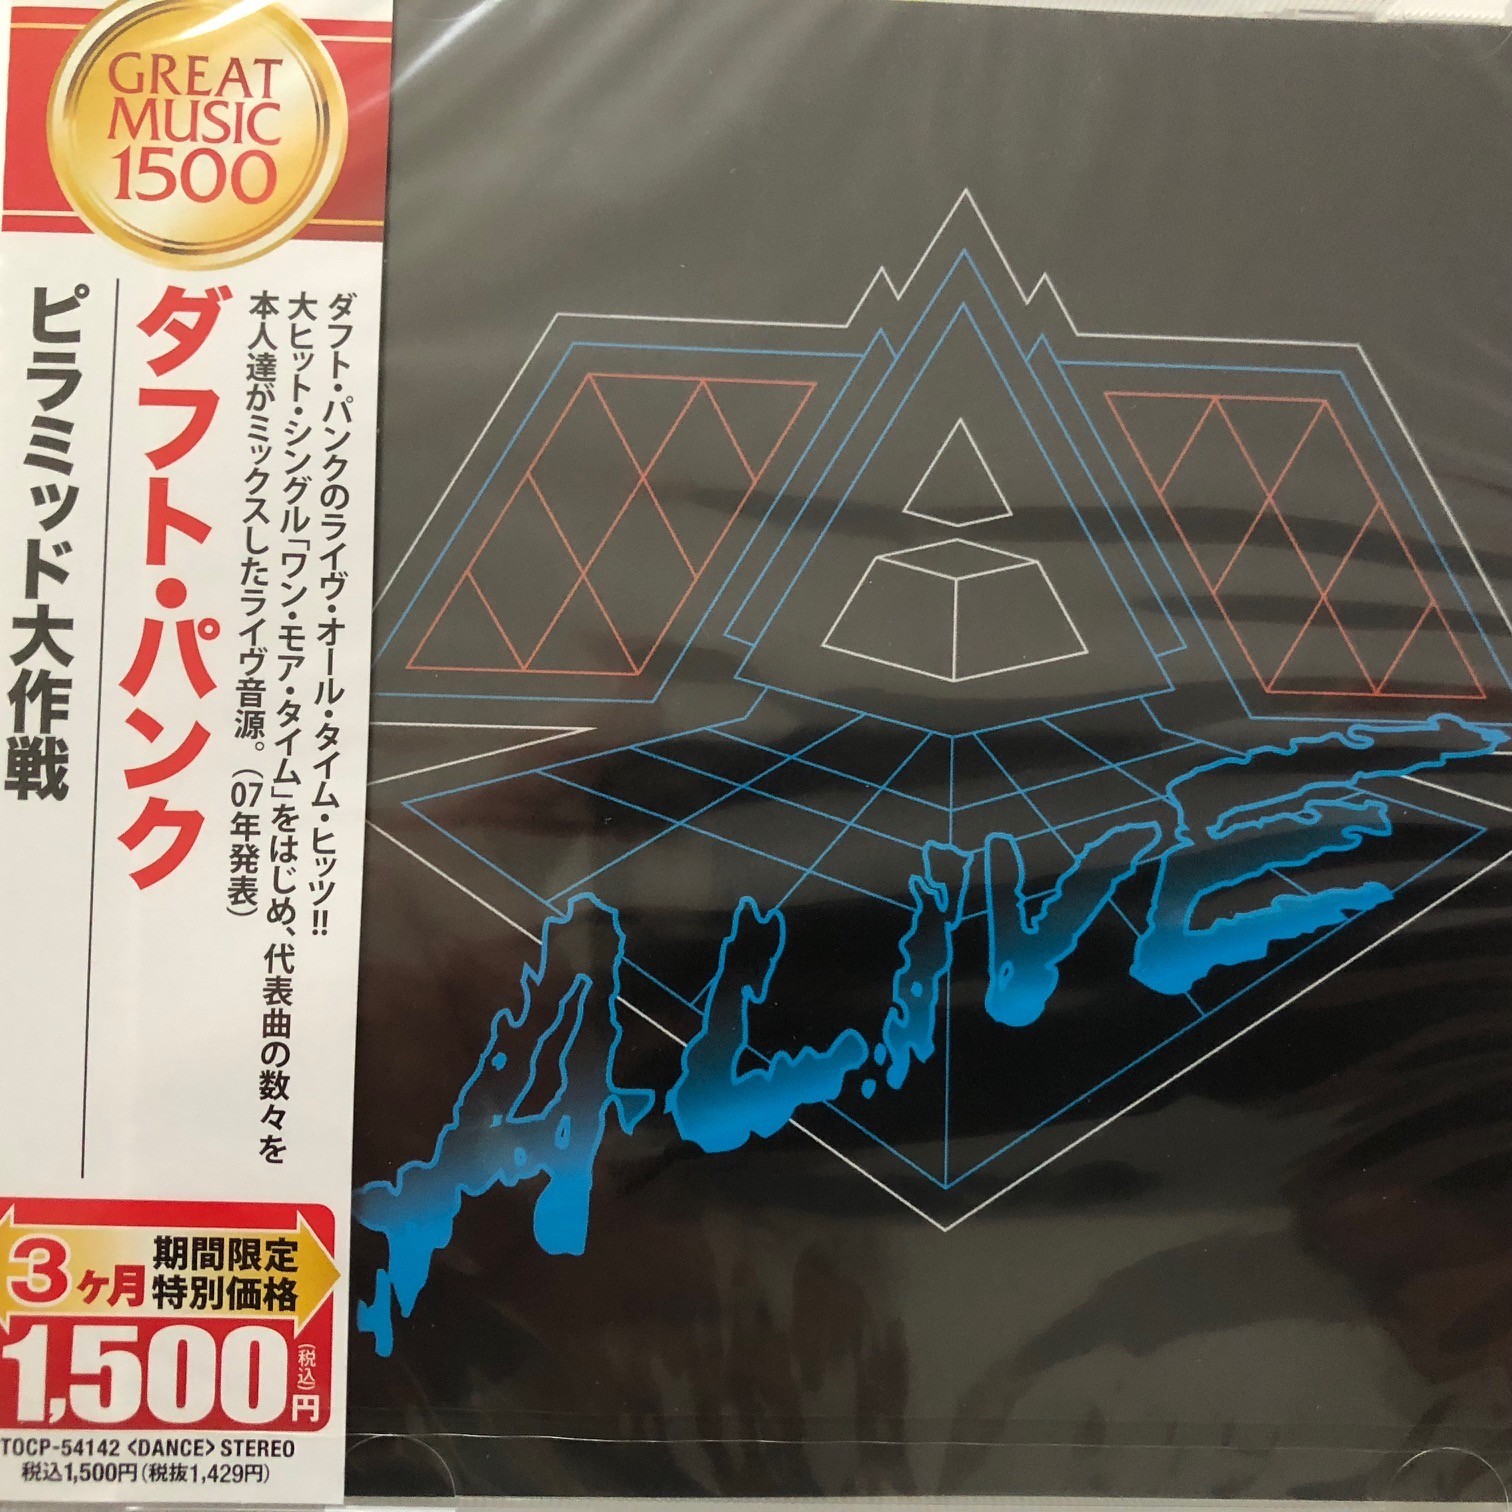 GREAT
MUSIC
1500
ダフト・パンクのライヴ・オール・タイム・ヒッツ!!
大ヒット・シングル「ワン・モア・タイム」をはじめ、代表曲の数々を
本人達がミックスしたライヴ音源。(07年発表)
ダフト・パンク
ピラミッド大作戦
ALIVE
3ヶ月
期間限定
特別価格
1,500円(税込)
TOCP-54142 <DANCE> STEREO
税込1,500円(税抜1,429円)